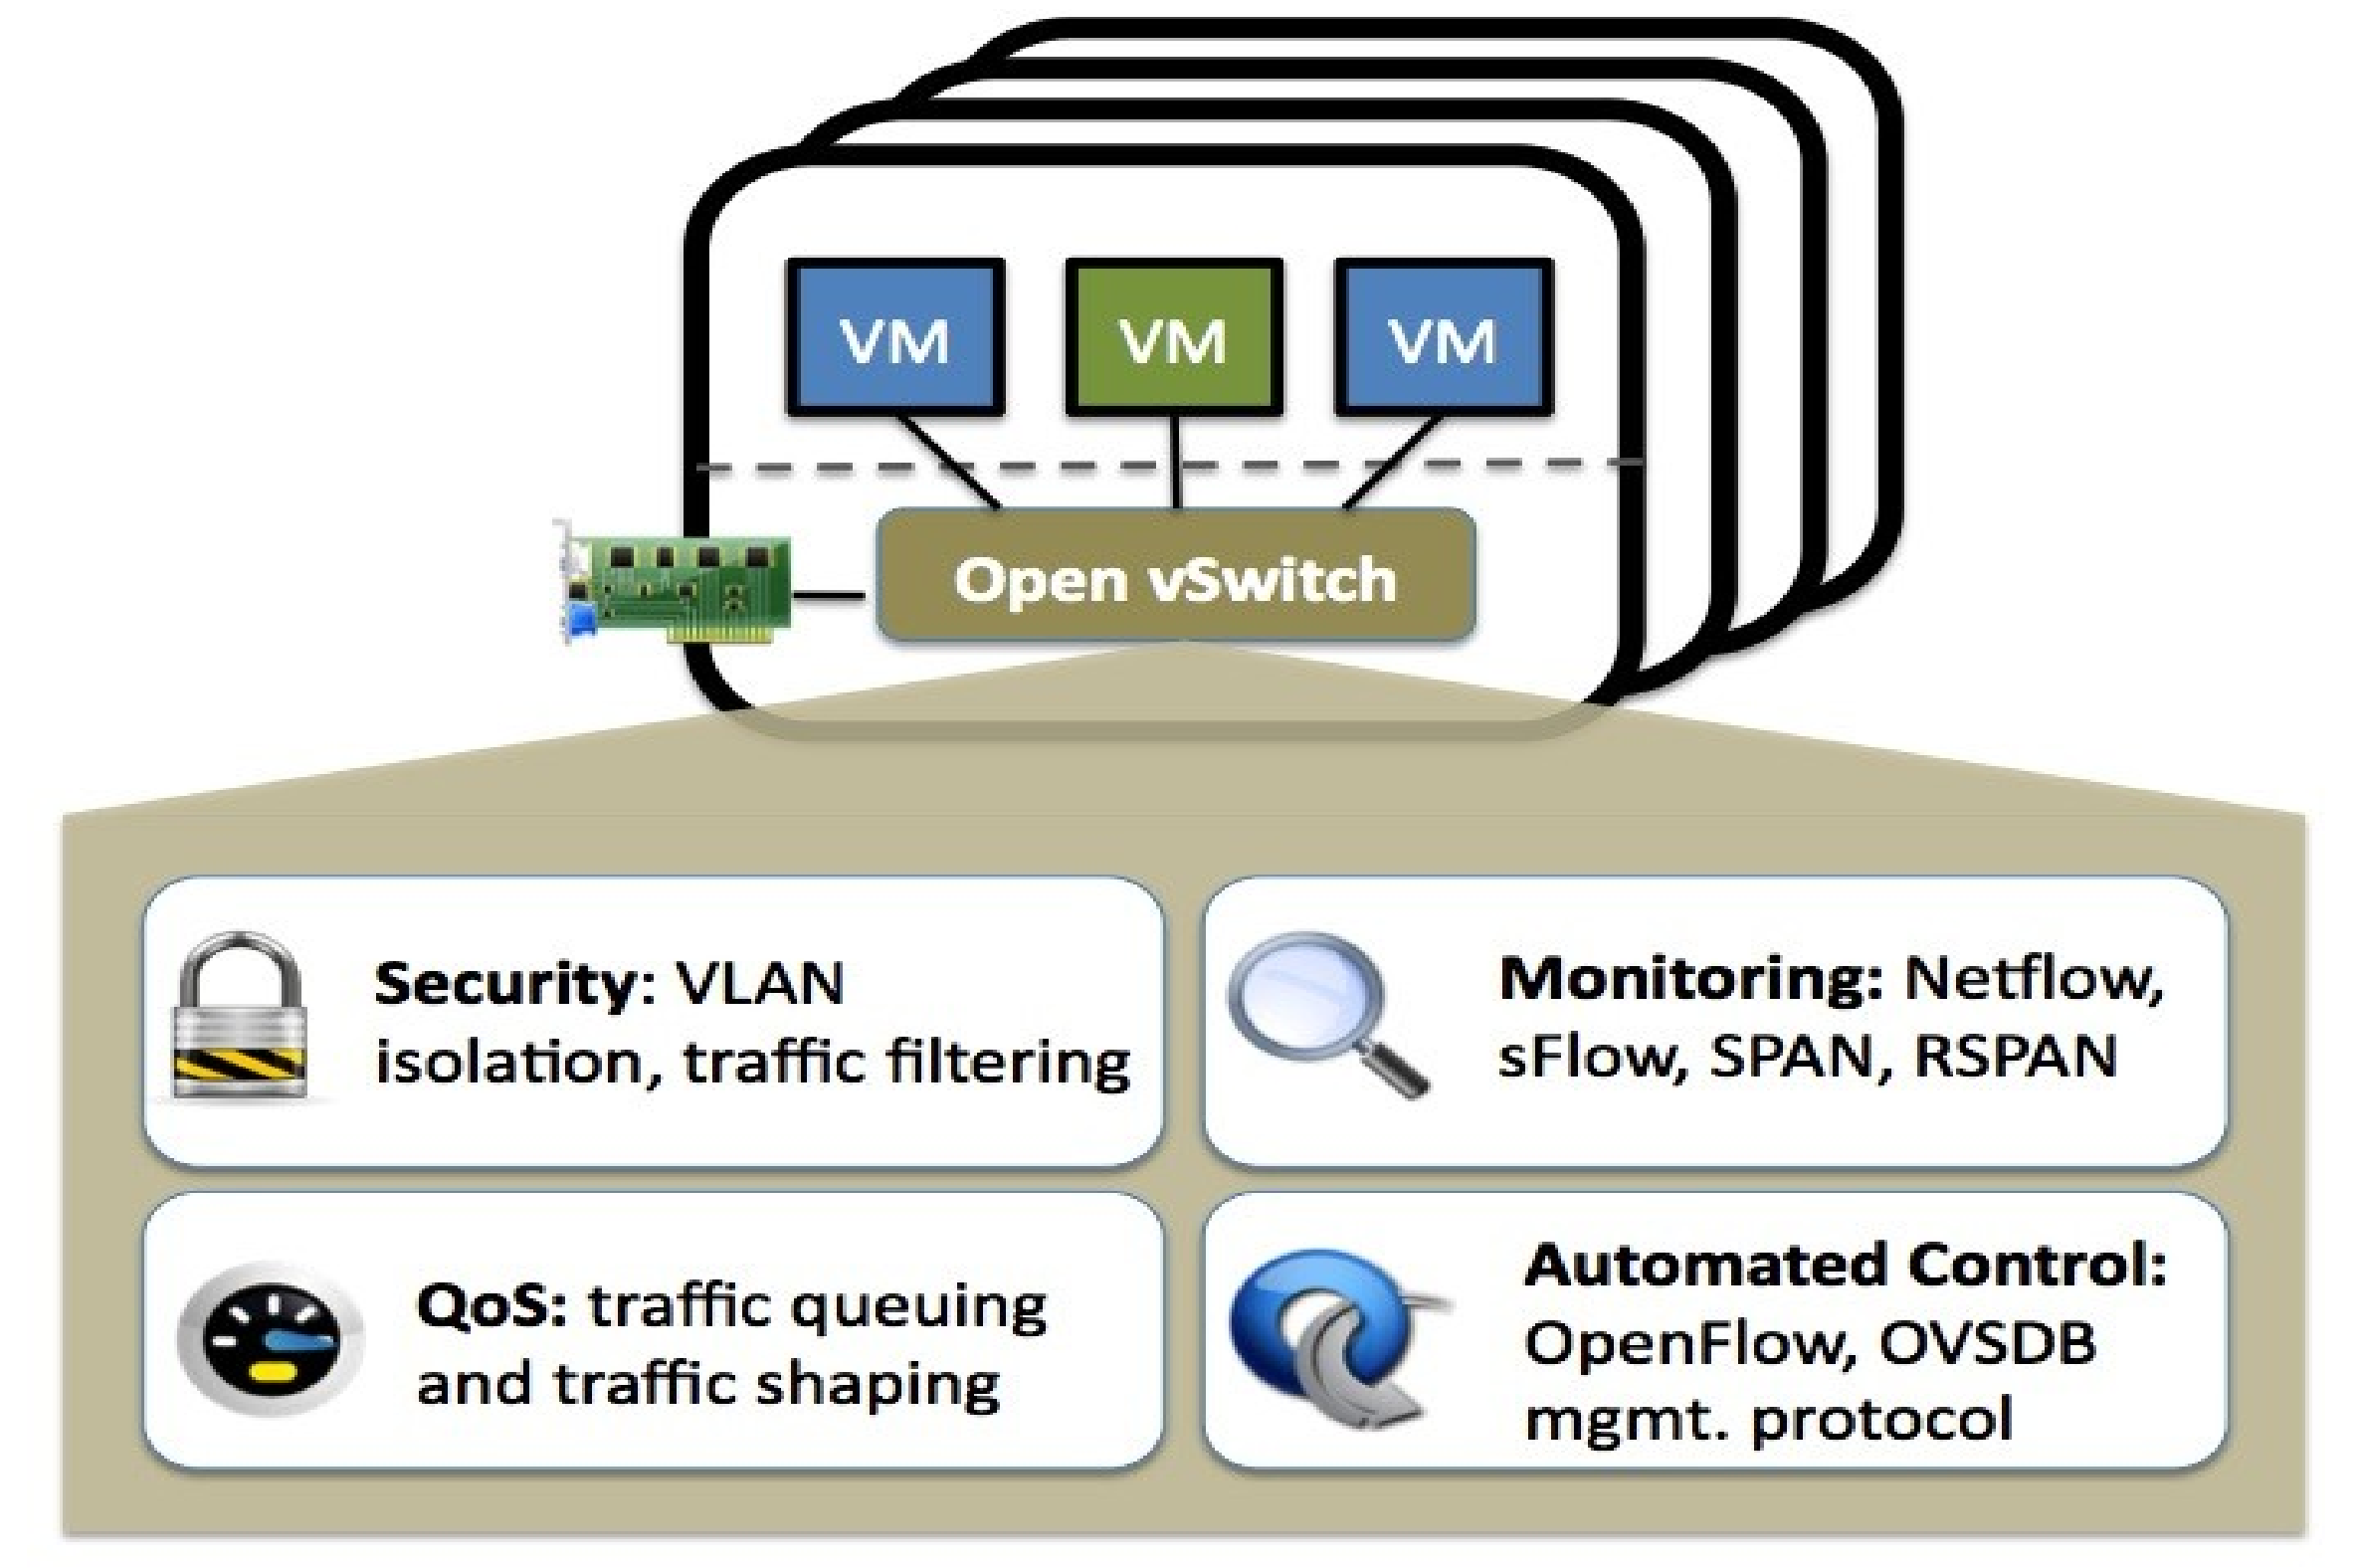 VM VM VM
Open vSwitch
Security: VLAN
isolation, traffic filtering
Monitoring: Netflow,
sFlow, SPAN, RSPAN
QoS: traffic queuing
and traffic shaping
Automated Control:
OpenFlow, OVSDB
mgmt. protocol